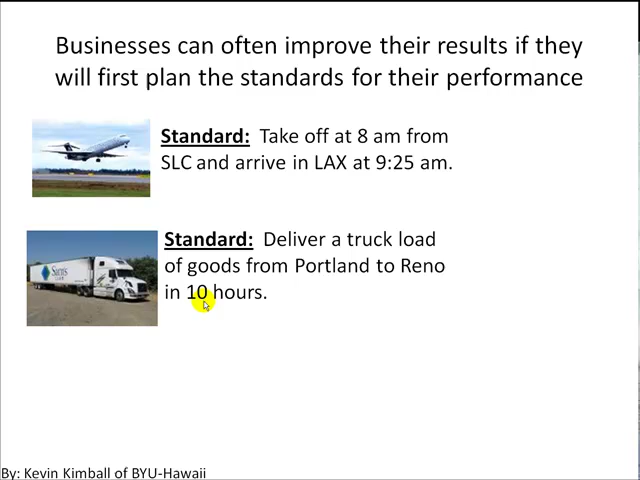 Businesses can often improve their results if they
will first plan the standards for their performance
Standard: Take off at 8 am from
SLC and arrive in LAX at 9:25 am.
Standard: Deliver a truck load
of goods from Portland to Reno
in 10 hours.
By: Kevin Kimball of BYU-Hawaii